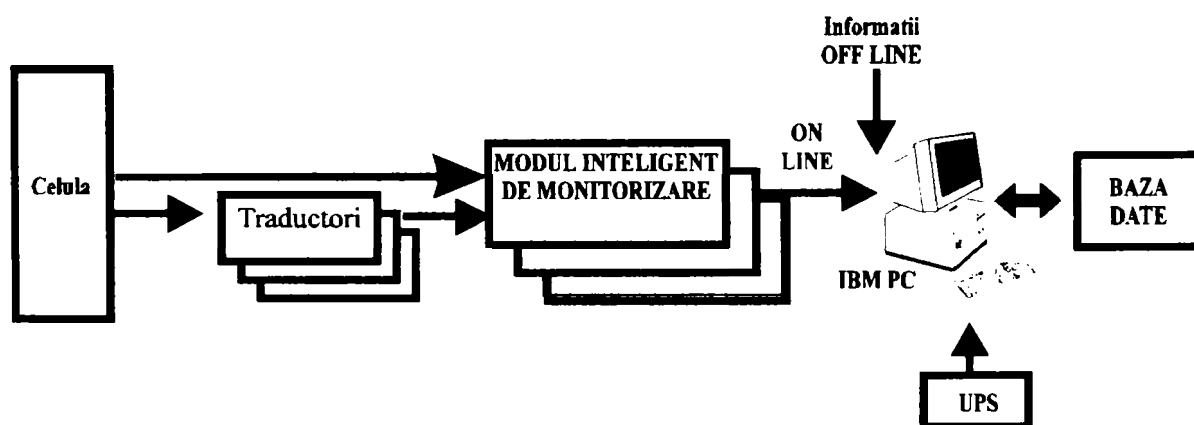 Informatii
OFF LINE
Celula
Traductori
MODUL INTELIGENT
DE MONITORIZARE
ON
LINE
IBM PC
BAZA
DATE
UPS